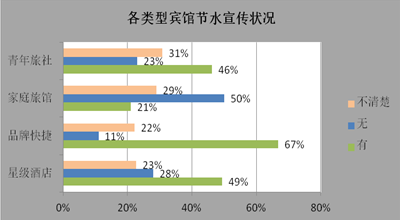 各类型宾馆节水宣传状况
青年旅社
31%
23%
46%
家庭旅馆
29%
50%
21%
品牌快捷
22%
11%
67%
星级酒店
23%
28%
49%
0% 20% 40% 60% 80%
不清楚
无
有